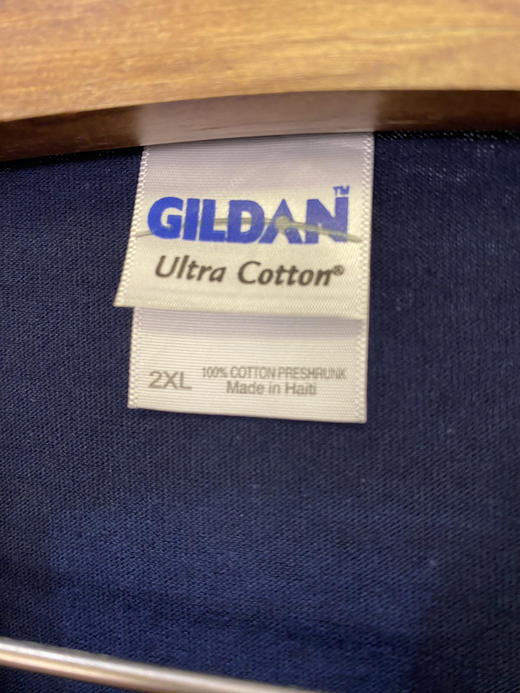 GILDAN™
Ultra Cotton®
2XL 100% COTTON PRESHRUNK
Made in Haiti